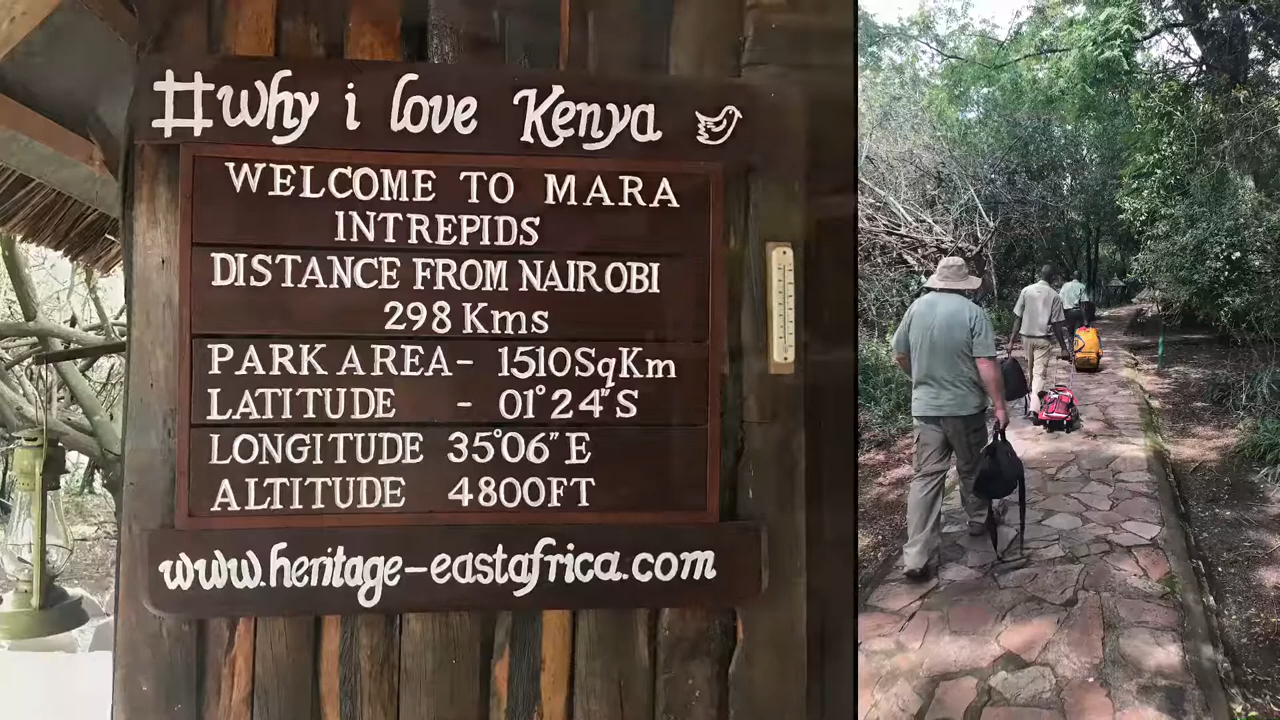 #why i love Kenya
WELCOME TO MARA
INTREPIDS
DISTANCE FROM NAIROBI
298 Kms
PARK AREA- 1510SqKm
LATITUDE - 01°24"S
LONGITUDE 35°06" E
ALTITUDE 4800FT
www.heritage-eastafrica.com